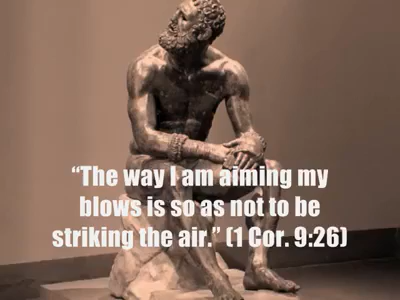 “The way I am aiming my
blows is so as not to be
striking the air.” (1 Cor. 9:26)